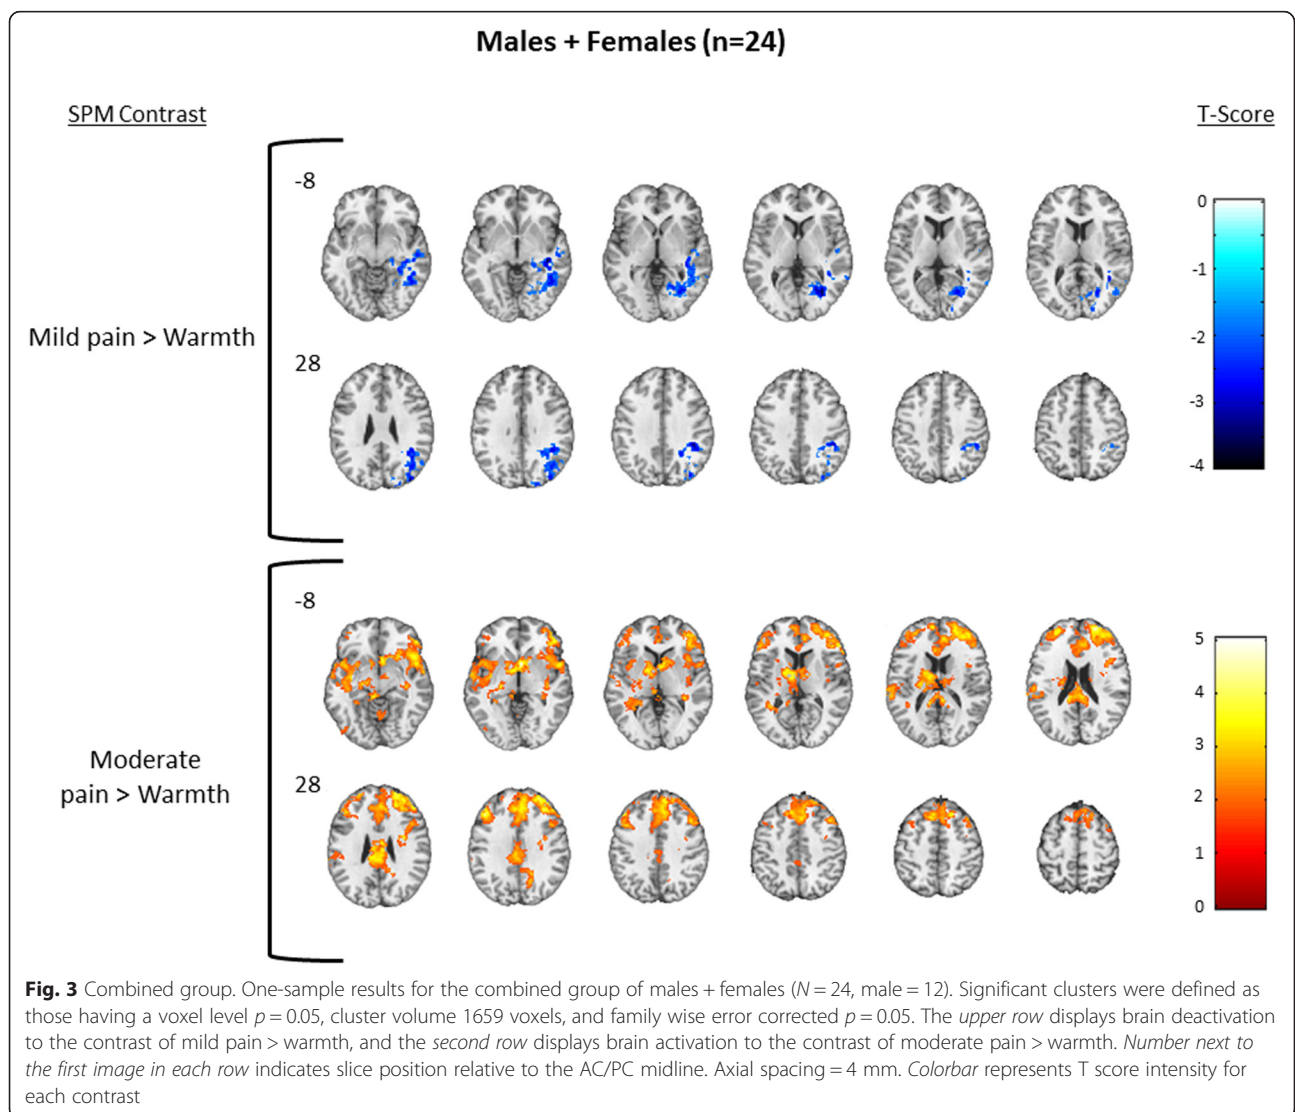 Males + Females (n=24)
SPM Contrast
T-Score
-8
0
-1
-2
-3
-4
Mild pain > Warmth
28
-8
5
4
3
2
1
0
Moderate
pain > Warmth
28
Fig. 3 Combined group. One-sample results for the combined group of males + females (N = 24, male = 12). Significant clusters were defined as
those having a voxel level p = 0.05, cluster volume 1659 voxels, and family wise error corrected p = 0.05. The upper row displays brain deactivation
to the contrast of mild pain > warmth, and the second row displays brain activation to the contrast of moderate pain > warmth. Number next to
the first image in each row indicates slice position relative to the AC/PC midline. Axial spacing = 4 mm. Colorbar represents T score intensity for
each contrast